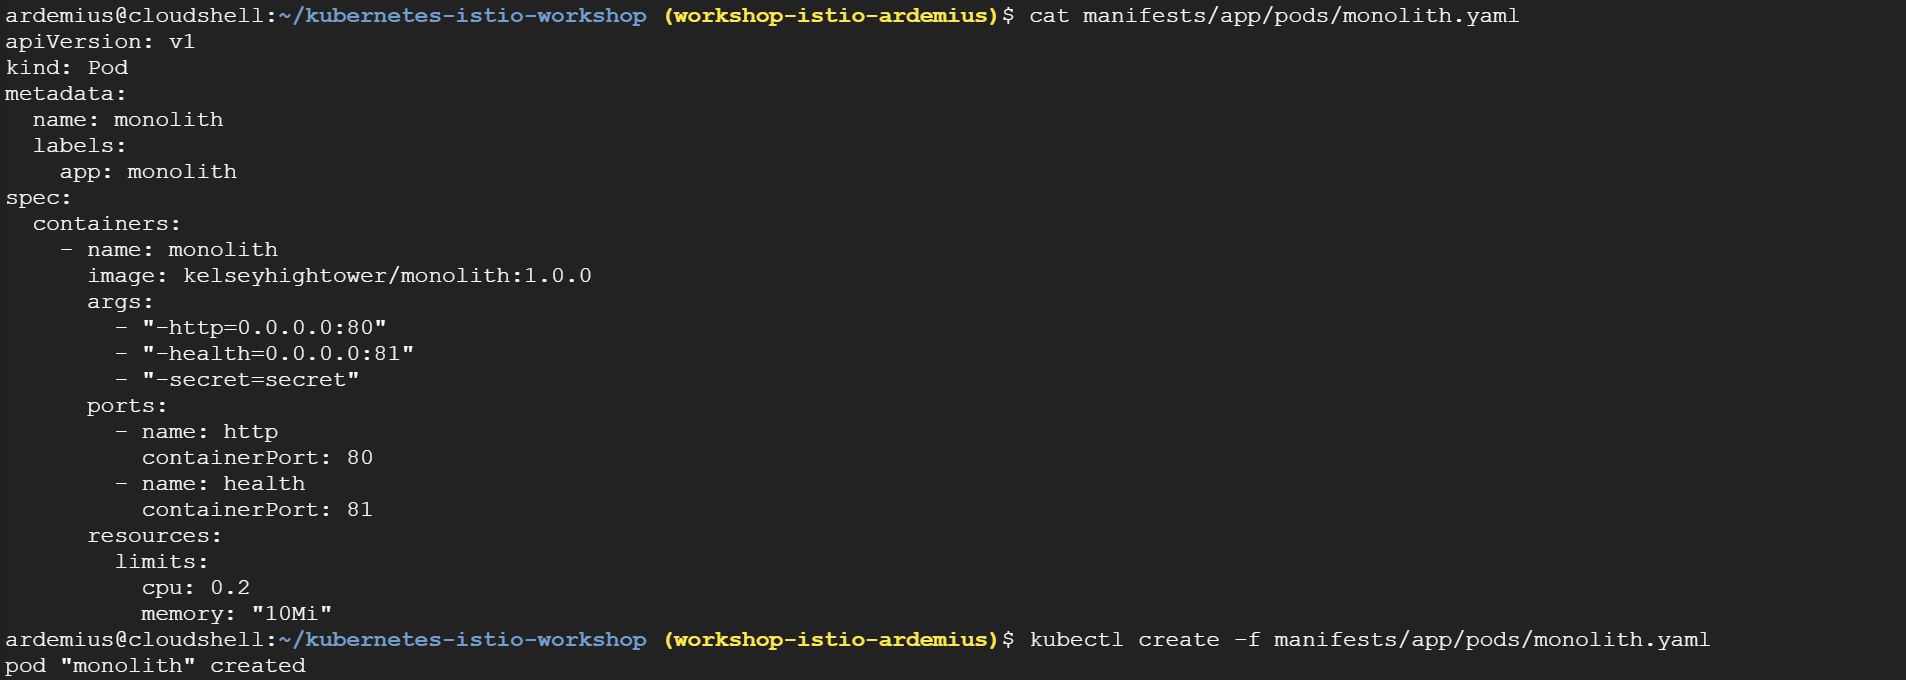 ardemius@cloudshell:~/kubernetes-istio-workshop (workshop-istio-ardemius)$ cat manifests/app/pods/monolith.yaml
apiVersion: v1
kind: Pod
metadata:
  name: monolith
  labels:
    app: monolith
spec:
  containers:
    - name: monolith
      image: kelseyhightower/monolith:1.0.0
      args:
        - "-http=0.0.0.0:80"
        - "-health=0.0.0.0:81"
        - "-secret=secret"
      ports:
        - name: http
          containerPort: 80
        - name: health
          containerPort: 81
      resources:
        limits:
          cpu: 0.2
          memory: "10Mi"
ardemius@cloudshell:~/kubernetes-istio-workshop (workshop-istio-ardemius)$ kubectl create -f manifests/app/pods/monolith.yaml
pod "monolith" created